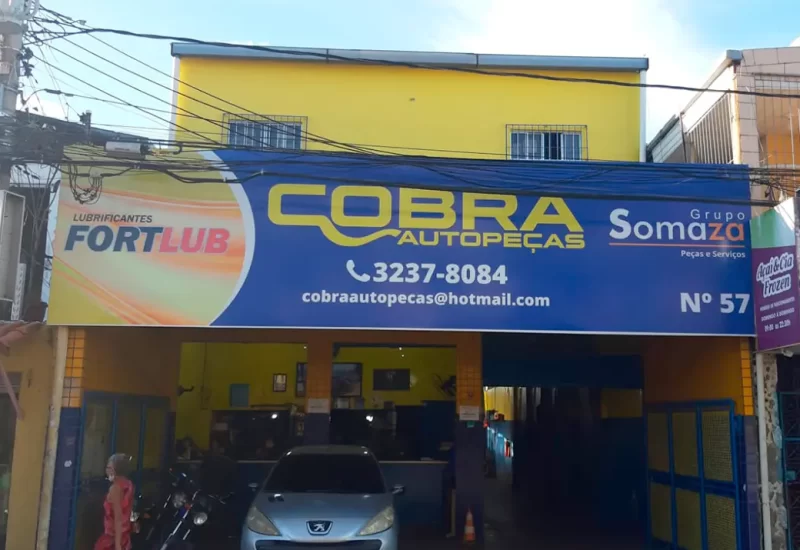 LUBRIFICANTES
FORTLUB
COBRA
AUTOPEÇAS
3237-8084
cobraautopecas@hotmail.com
Grupo
Somaza
Peças e Serviços
Nº 57
Açaí & Cia
Frozen